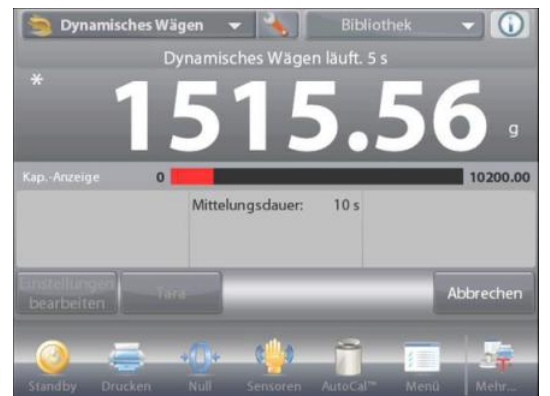 Dynamisches Wägen Bibliothek
Dynamisches Wägen läuft. 5 s
* 1515.56 g
Kap.-Anzeige 0 10200.00
Mittelungsdauer: 10 s
Einstellungen
bearbeiten Tara Abbrechen
Standby Drucken Null Sensoren AutoCal™ Menü Mehr...